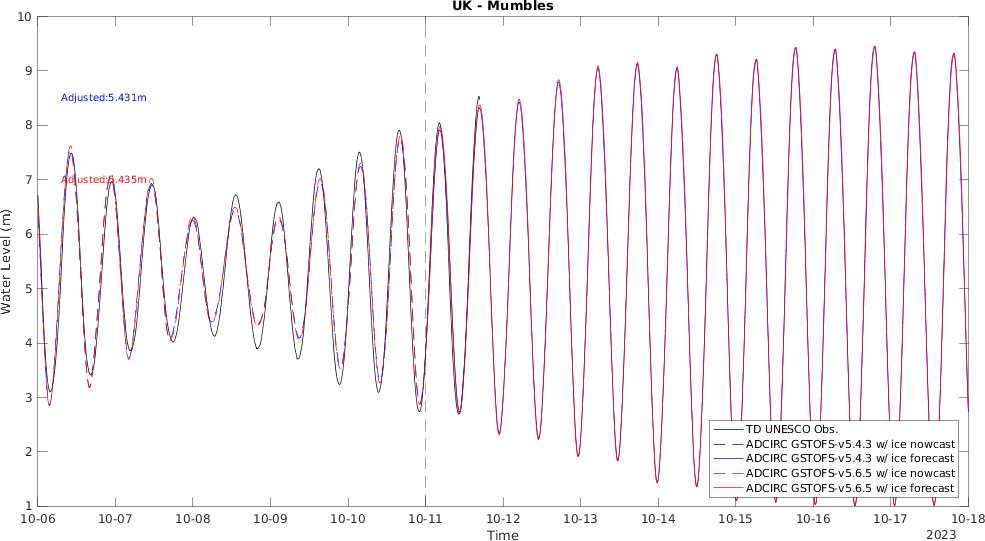 UK - Mumbles
10
9
8
7
6
5
4
3
2
1
Water Level (m)
Adjusted:5.431m
Adjusted:5.435m
TD UNESCO Obs.
ADCIRC GSTOFS-v5.4.3 w/ ice nowcast
ADCIRC GSTOFS-v5.4.3 w/ ice forecast
ADCIRC GSTOFS-v5.6.5 w/ ice nowcast
ADCIRC GSTOFS-v5.6.5 w/ ice forecast
10-06 10-07 10-08 10-09 10-10 10-11 10-12 10-13 10-14 10-15 10-16 10-17 10-18
Time
2023